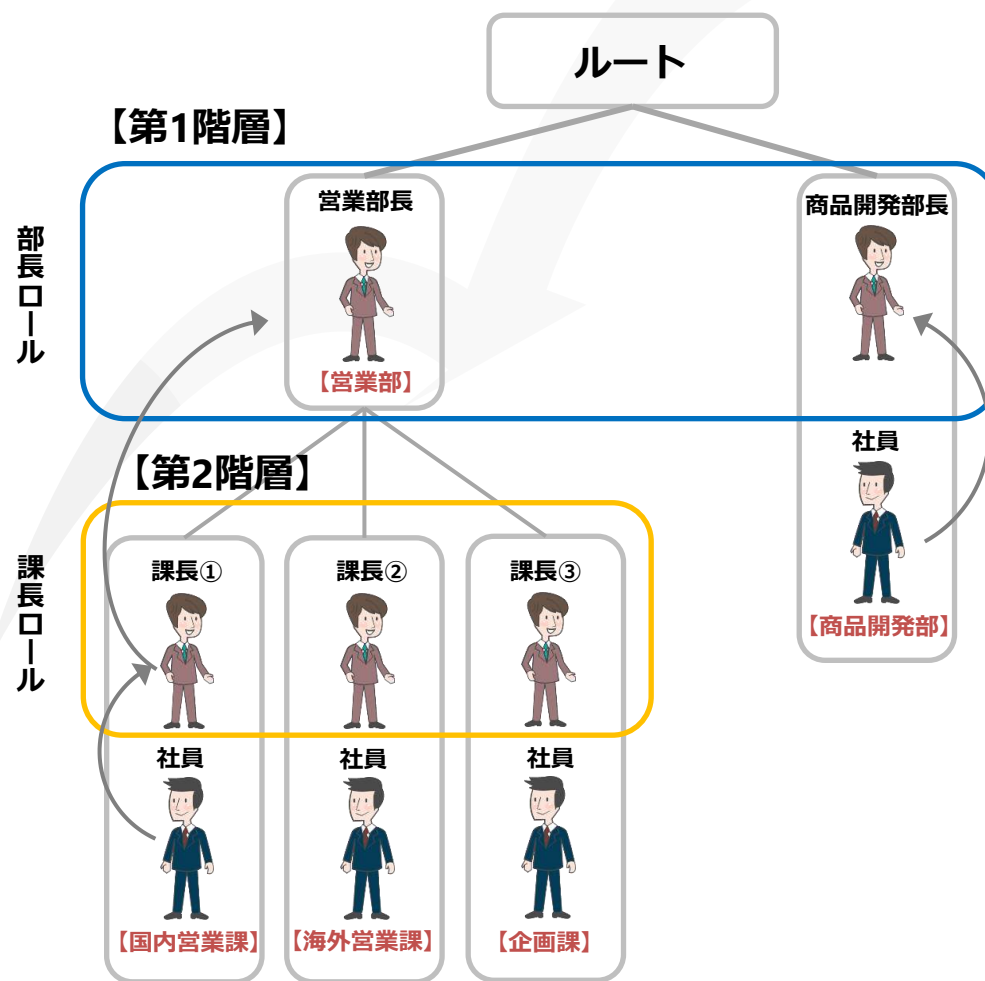 ルート
【第1階層】
部長ロール
営業部長
商品開発部長
【営業部】
社員
【商品開発部】
【第2階層】
課長ロール
課長①
課長②
課長③
社員
社員
社員
【国内営業課】
【海外営業課】
【企画課】